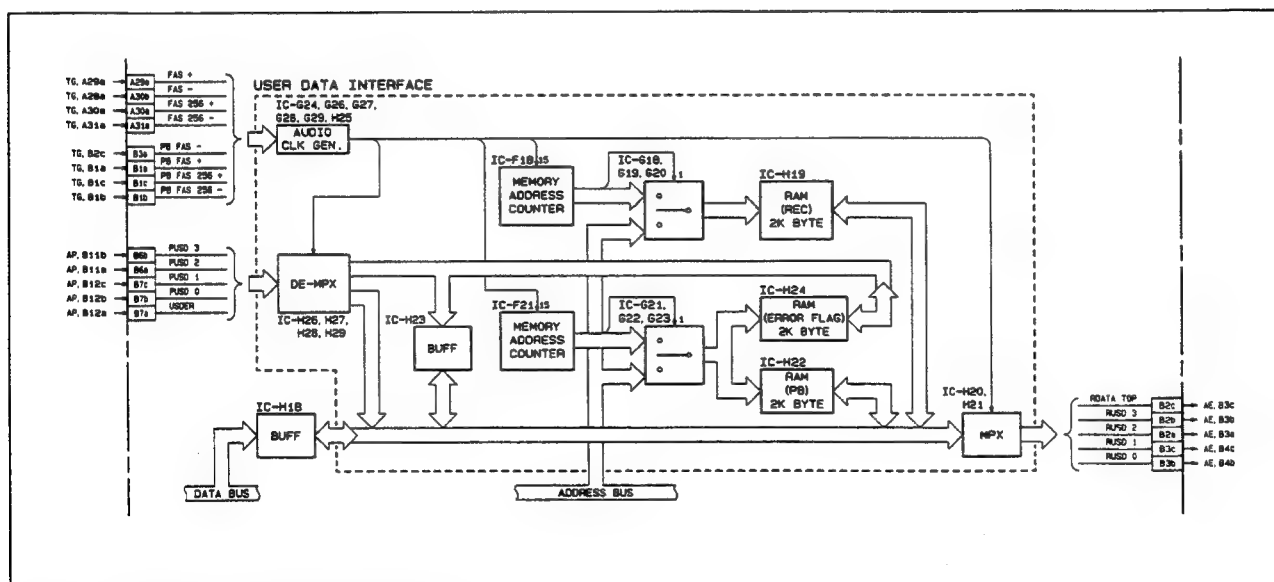 TG, A29a A29a FAS +
TG, A28a A30b FAS -
TG, A30a A30a FAS 256 +
TG, A31a A31a FAS 256 -
TG, B2c B3a PB FAS -
TG, B1a B1a PB FAS +
TG, B1c B1c PB FAS 256 +
TG, B1b B1b PB FAS 256 -
AP, B11b B6b PUSD 3
AP, B11a B6a PUSD 2
AP, B12c B7c PUSD 1
AP, B12b B7b PUSD 0
AP, B12a B7a
USER DATA INTERFACE
IC-G24, G26, G27,
G28, G29, H25
AUDIO
CLK GEN.
DE-MPX
IC-H26, H27,
H28, H29
IC-H23
BUFF
IC-H18
BUFF
DATA BUS
IC-F18 15
MEMORY
ADDRESS
COUNTER
IC-G18,
G19, G20
1
IC-H19
RAM
(REC)
2K BYTE
IC-F21 15
MEMORY
ADDRESS
COUNTER
IC-G21,
G22, G23
1
IC-H24
RAM
(ERROR FLAG)
2K BYTE
IC-H22
RAM
(PB)
2K BYTE
ADDRESS BUS
IC-H20,
H21
MPX
RDATA TOP B2c AE, B3c
RUSD 3 B2b AE, B3b
RUSD 2 B2a AE, B3a
RUSD 1 B3c AE, B4c
RUSD 0 B3b AE, B4b